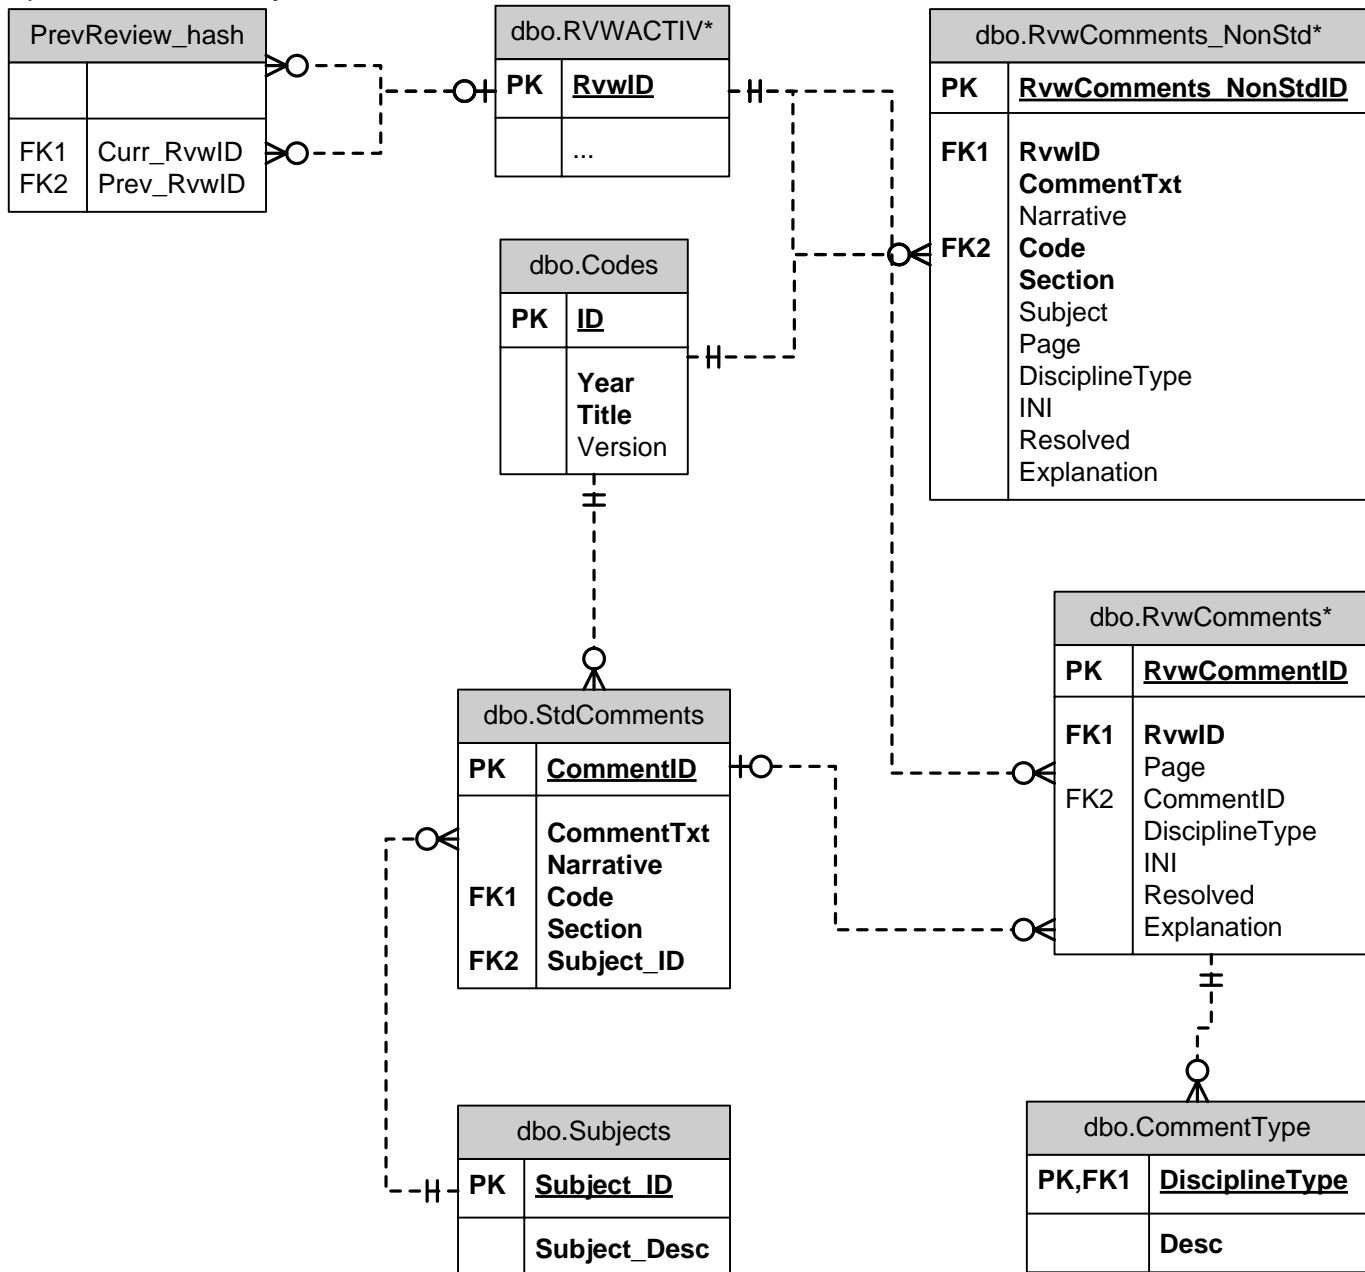 PrevReview_hash
FK1 Curr_RvwID
FK2 Prev_RvwID
dbo.RVWACTIV*
PK RvwID
...
dbo.RvwComments_NonStd*
PK RvwComments_NonStdID
FK1 RvwID
CommentTxt
Narrative
FK2 Code
Section
Subject
Page
DisciplineType
INI
Resolved
Explanation
dbo.Codes
PK ID
Year
Title
Version
dbo.RvwComments*
PK RvwCommentID
FK1 RvwID
Page
FK2 CommentID
DisciplineType
INI
Resolved
Explanation
dbo.StdComments
PK CommentID
CommentTxt
Narrative
FK1 Code
Section
FK2 Subject_ID
dbo.Subjects
PK Subject_ID
Subject_Desc
dbo.CommentType
PK,FK1 DisciplineType
Desc